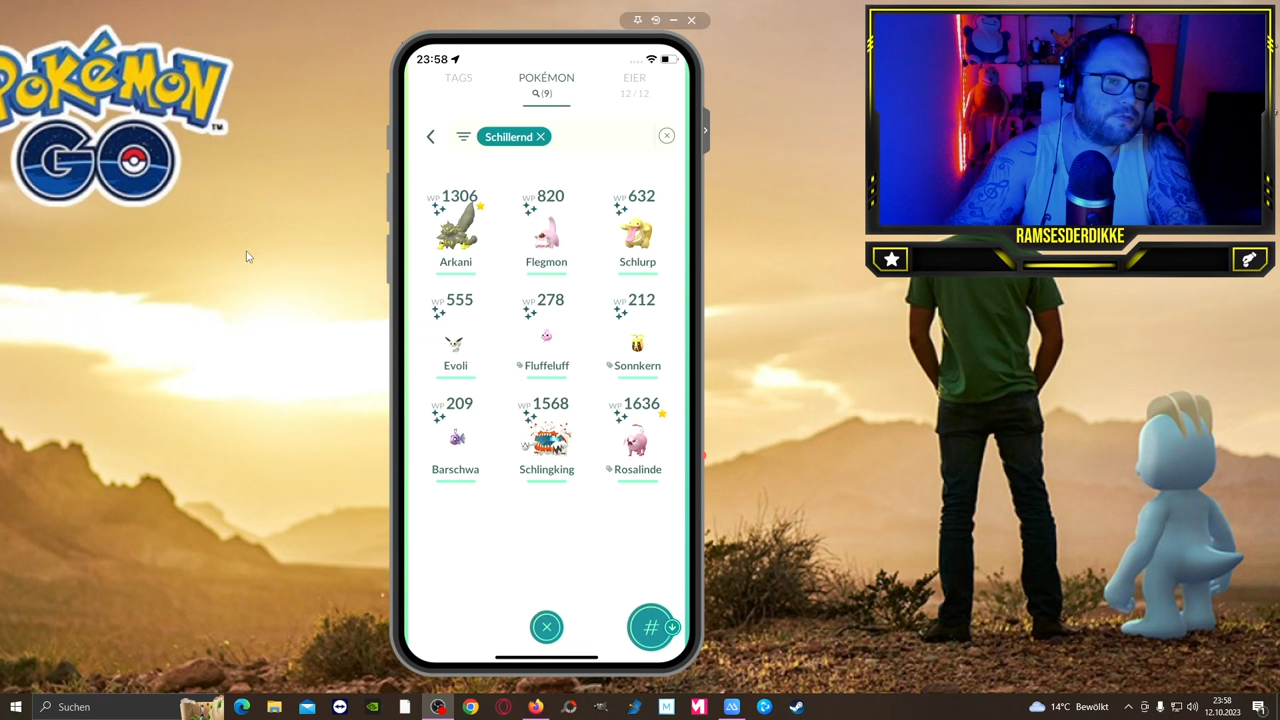 POKÉMON
GO
TM
23:58
TAGS
POKÉMON
EIER
(9)
12 / 12
Schillernd
WP 1306
WP 820
WP 632
Arkani
Flegmon
Schlurp
WP 555
WP 278
WP 212
Evoli
Fluffeluff
Sonnkern
WP 209
WP 1568
WP 1636
Barschwa
Schlingking
Rosalinde
#
RAMSESDERDIKKE
Suchen
14°C Bewölkt
23:58
12.10.2023